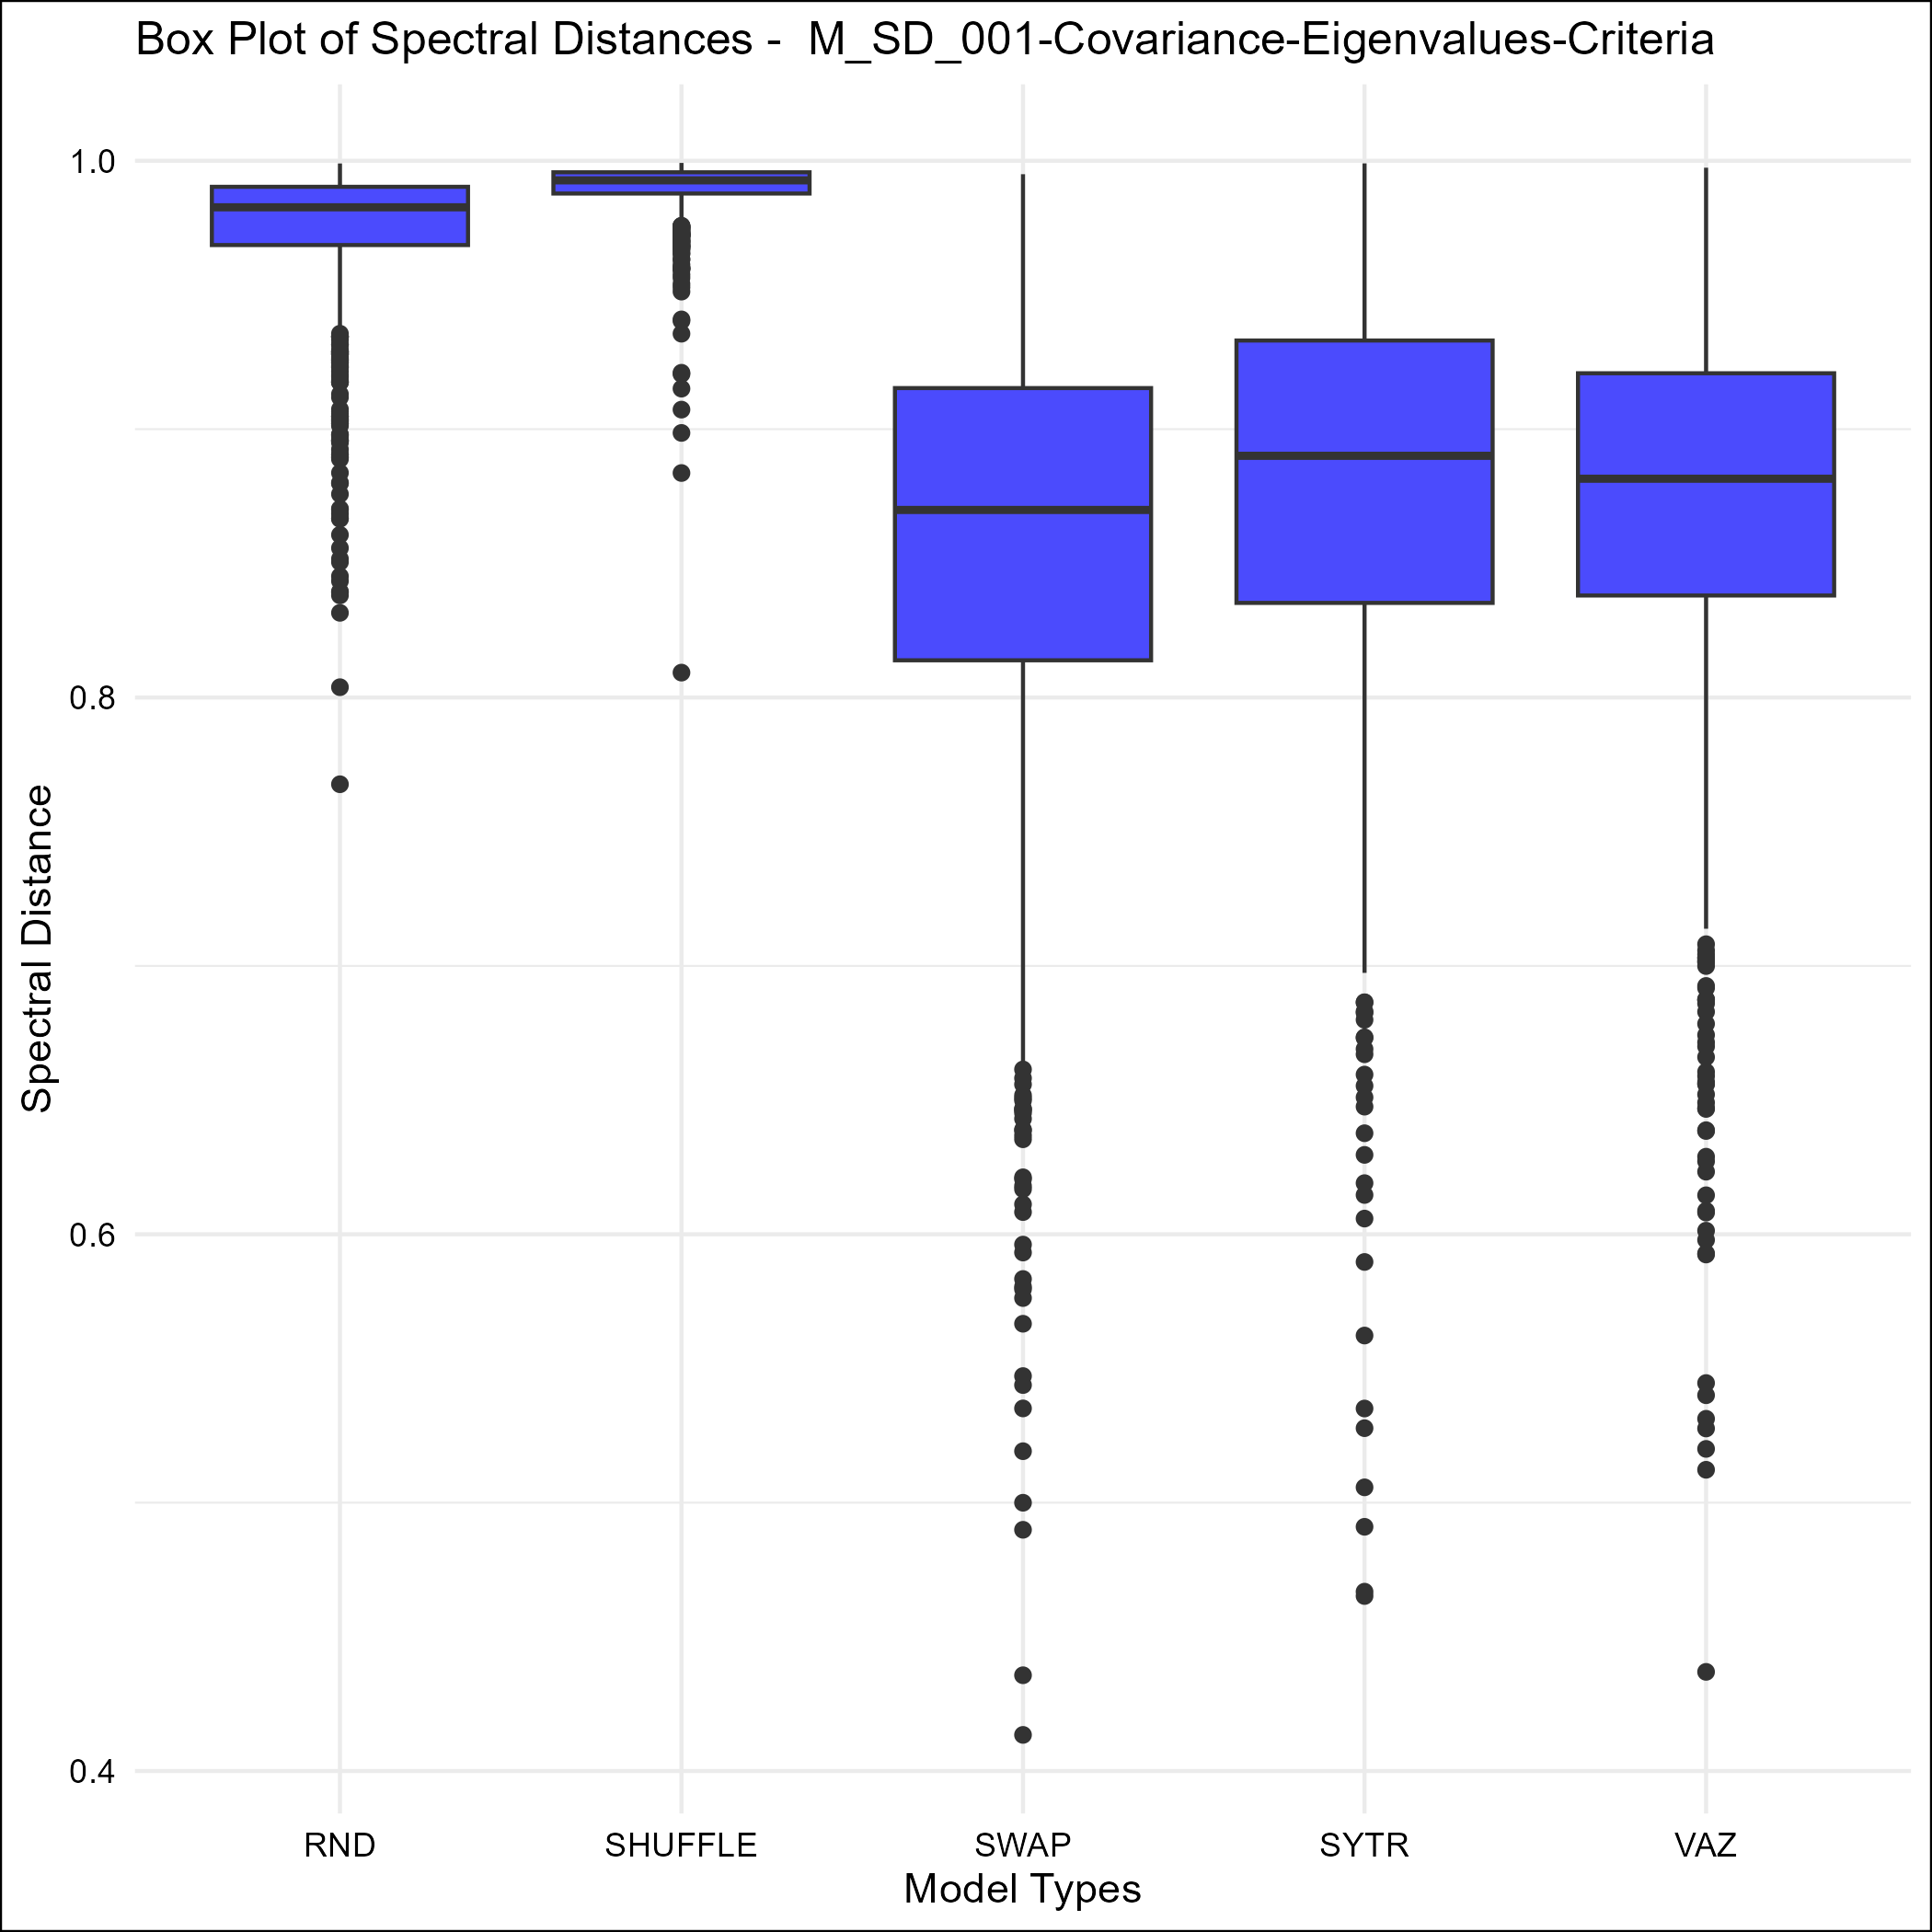 Box Plot of Spectral Distances -  M_SD_001-Covariance-Eigenvalues-Criteria
1.0
0.8
0.6
0.4
Spectral Distance
RND SHUFFLE SWAP SYTR VAZ
Model Types